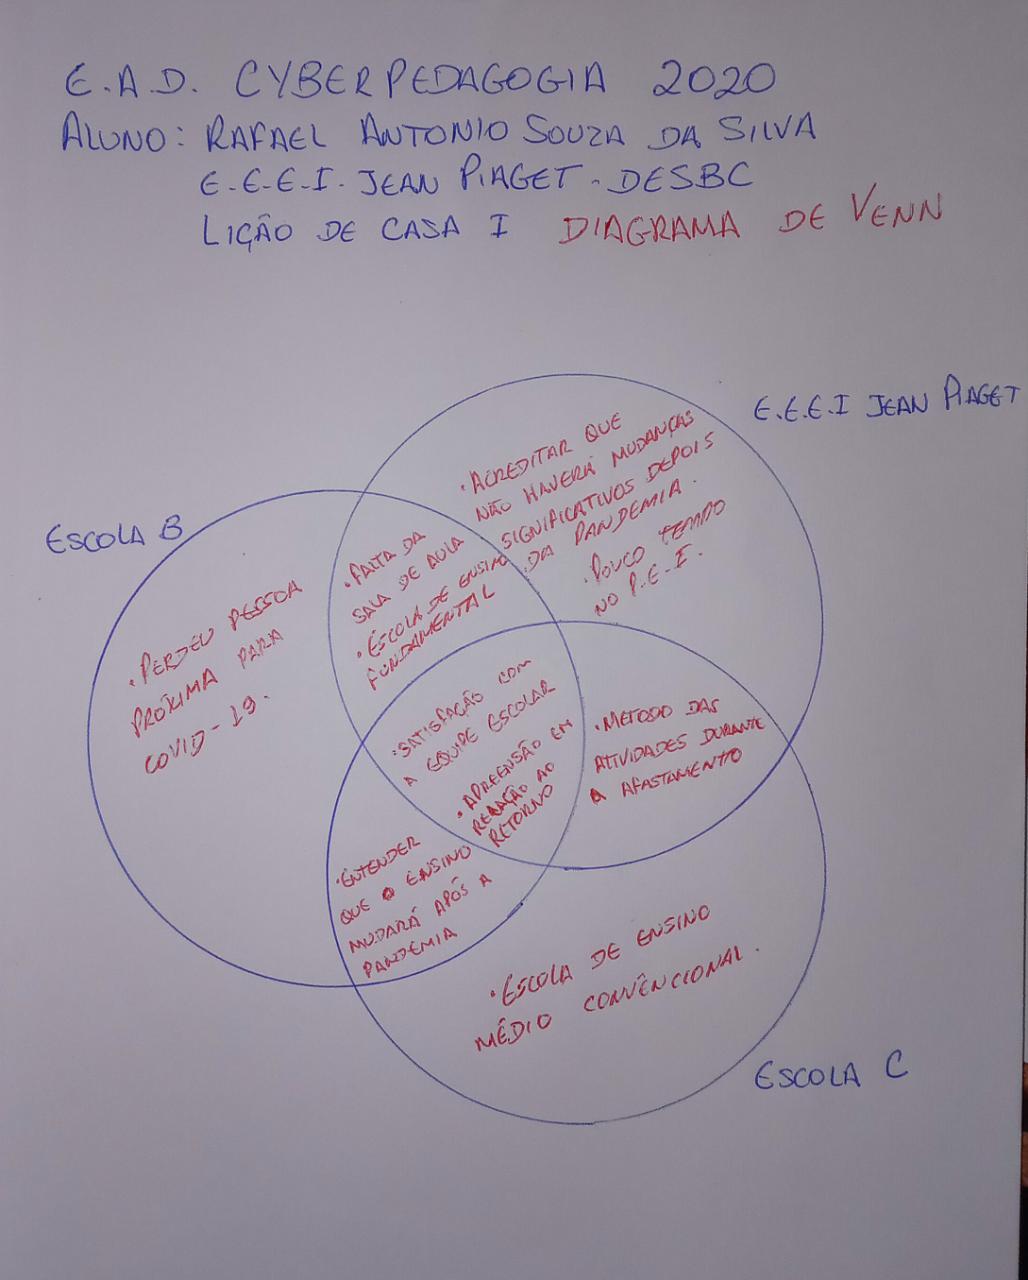 E.A.D. CYBERPEDAGOGIA 2020
ALUNO: RAFAEL ANTONIO SOUZA DA SILVA
E.E.E.I. JEAN PIAGET - DESBC
LIÇÃO DE CASA I DIAGRAMA DE VENN
E.E.E.I JEAN PIAGET
• ACREDITAR QUE
NÃO HAVERÁ MUDANÇAS
SIGNIFICATIVOS DEPOIS
DA PANDEMIA.
• POUCO TEMPO
NO P.E.I.
ESCOLA B
• PERDEU PESSOA
PRÓXIMA PARA
COVID-19.
• FALTA DA
SALA DE AULA
• ESCOLA DE ENSINO
FUNDAMENTAL
• SATISFAÇÃO COM
A EQUIPE ESCOLAR
• APREENSÃO EM
RELAÇÃO AO
RETORNO
• METODO DAS
ATIVIDADES DURANTE
O AFASTAMENTO
• ENTENDER
QUE O ENSINO
MUDARÁ APÓS A
PANDEMIA
• ESCOLA DE ENSINO
MÉDIO CONVENCIONAL.
ESCOLA C